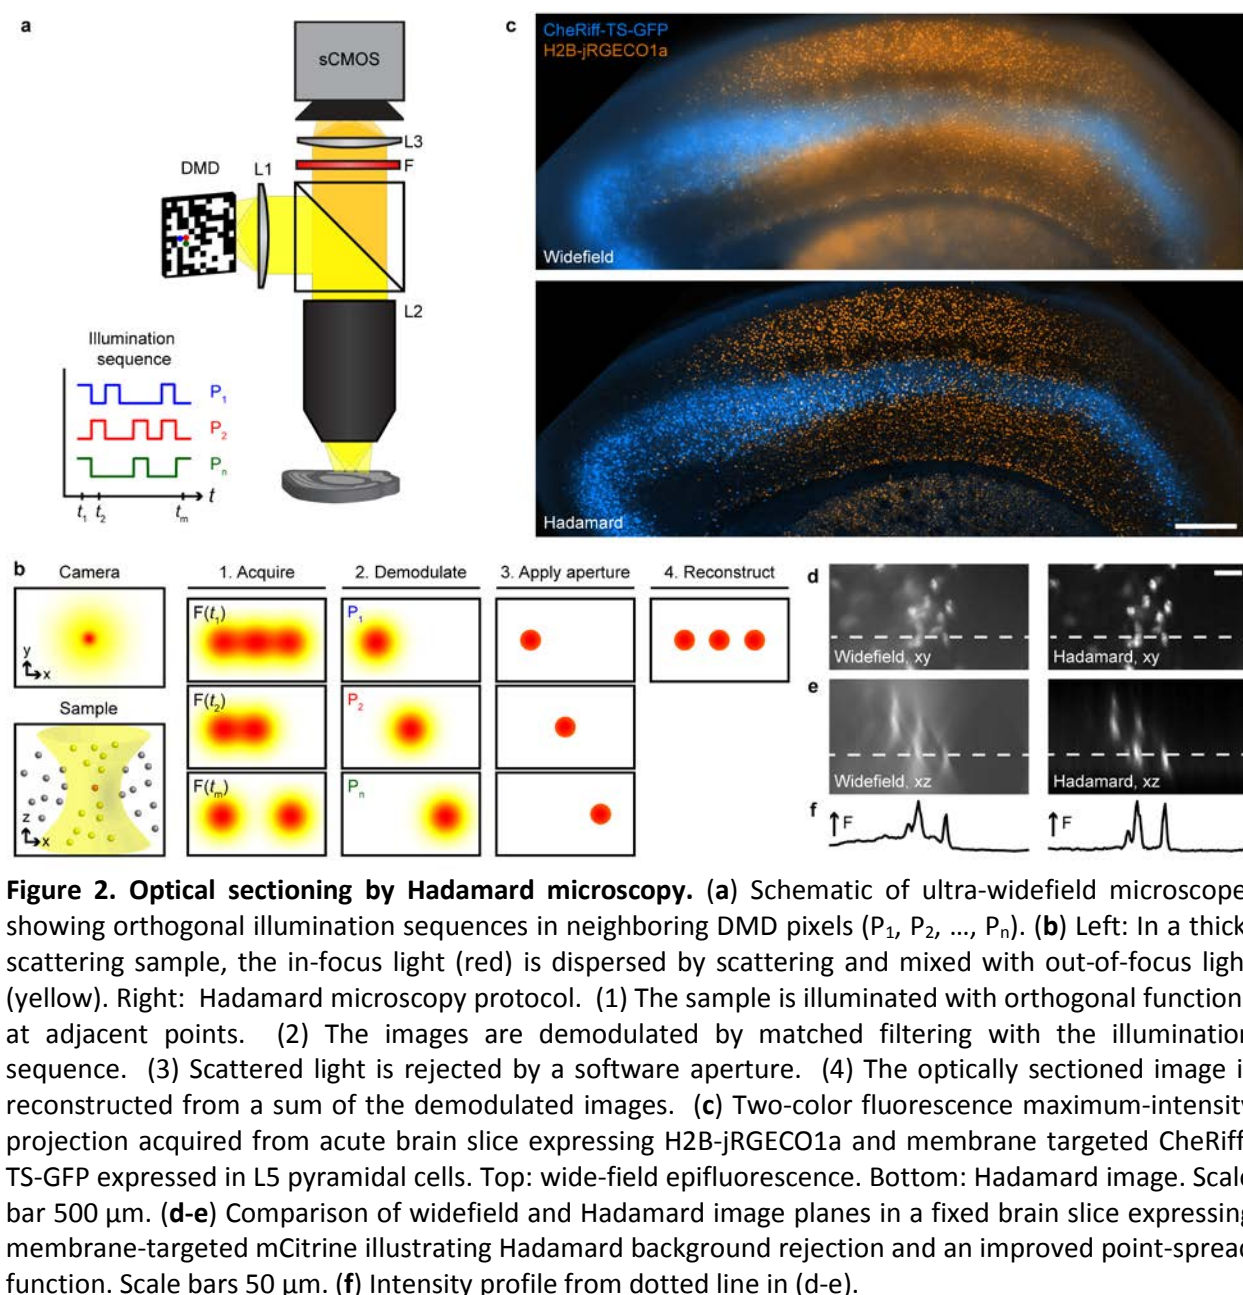 a
sCMOS
L3
F
DMD
L1
L2
Illumination
sequence
P1
P2
Pn
t1 t2 tm t
c
CheRiff-TS-GFP
H2B-jRGECO1a
Widefield
Hadamard
b
Camera
y
x
Sample
z
x
1. Acquire
2. Demodulate
3. Apply aperture
4. Reconstruct
F(t1)
P1
F(t2)
P2
F(tm)
Pn
d
Widefield, xy
Hadamard, xy
e
Widefield, xz
Hadamard, xz
f
F
F
Figure 2. Optical sectioning by Hadamard microscopy. (a) Schematic of ultra-widefield microscope
showing orthogonal illumination sequences in neighboring DMD pixels (P1, P2, …, Pn). (b) Left: In a thick
scattering sample, the in-focus light (red) is dispersed by scattering and mixed with out-of-focus ligh
(yellow). Right: Hadamard microscopy protocol. (1) The sample is illuminated with orthogonal function
at adjacent points. (2) The images are demodulated by matched filtering with the illumination
sequence. (3) Scattered light is rejected by a software aperture. (4) The optically sectioned image i
reconstructed from a sum of the demodulated images. (c) Two-color fluorescence maximum-intensity
projection acquired from acute brain slice expressing H2B-jRGECO1a and membrane targeted CheRiff
TS-GFP expressed in L5 pyramidal cells. Top: wide-field epifluorescence. Bottom: Hadamard image. Scale
bar 500 μm. (d-e) Comparison of widefield and Hadamard image planes in a fixed brain slice expressing
membrane-targeted mCitrine illustrating Hadamard background rejection and an improved point-spread
function. Scale bars 50 μm. (f) Intensity profile from dotted line in (d-e).